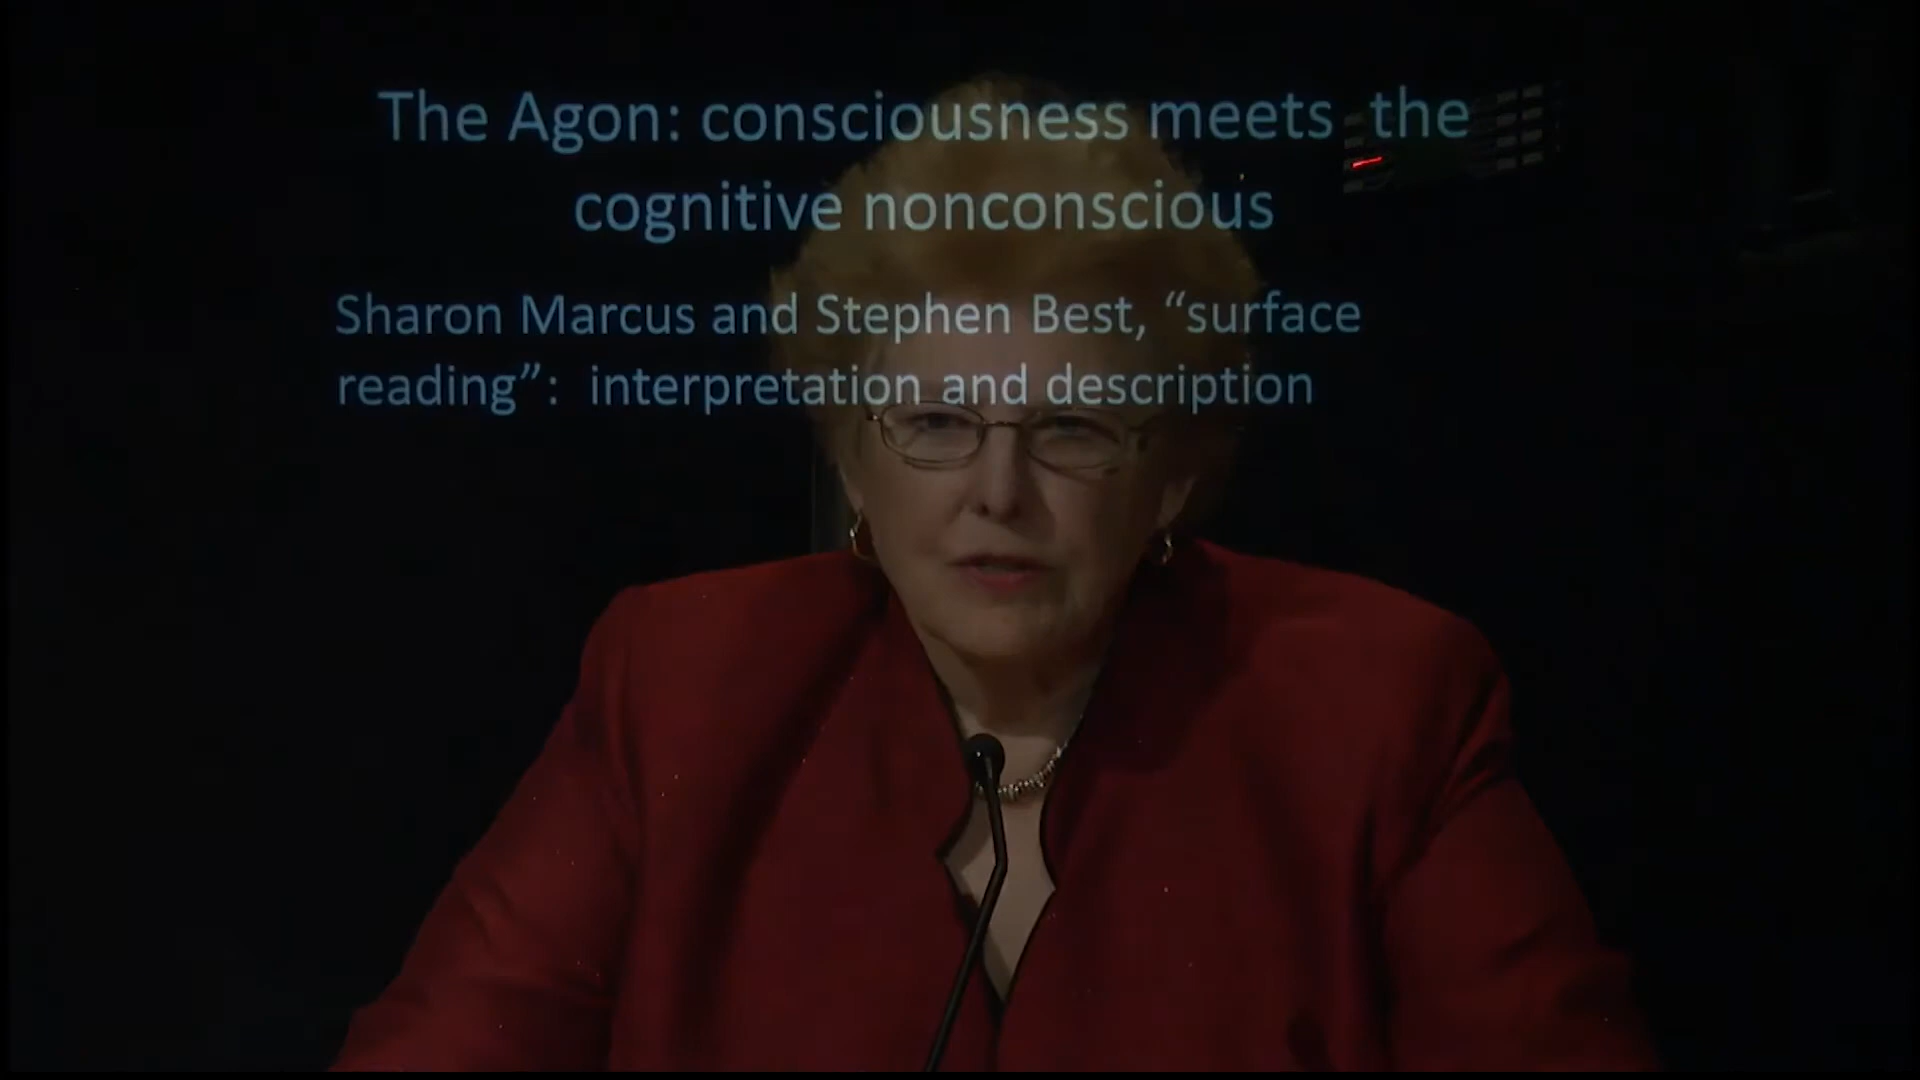 The Agon: consciousness meets the
cognitive nonconscious
Sharon Marcus and Stephen Best, “surface
reading”: interpretation and description